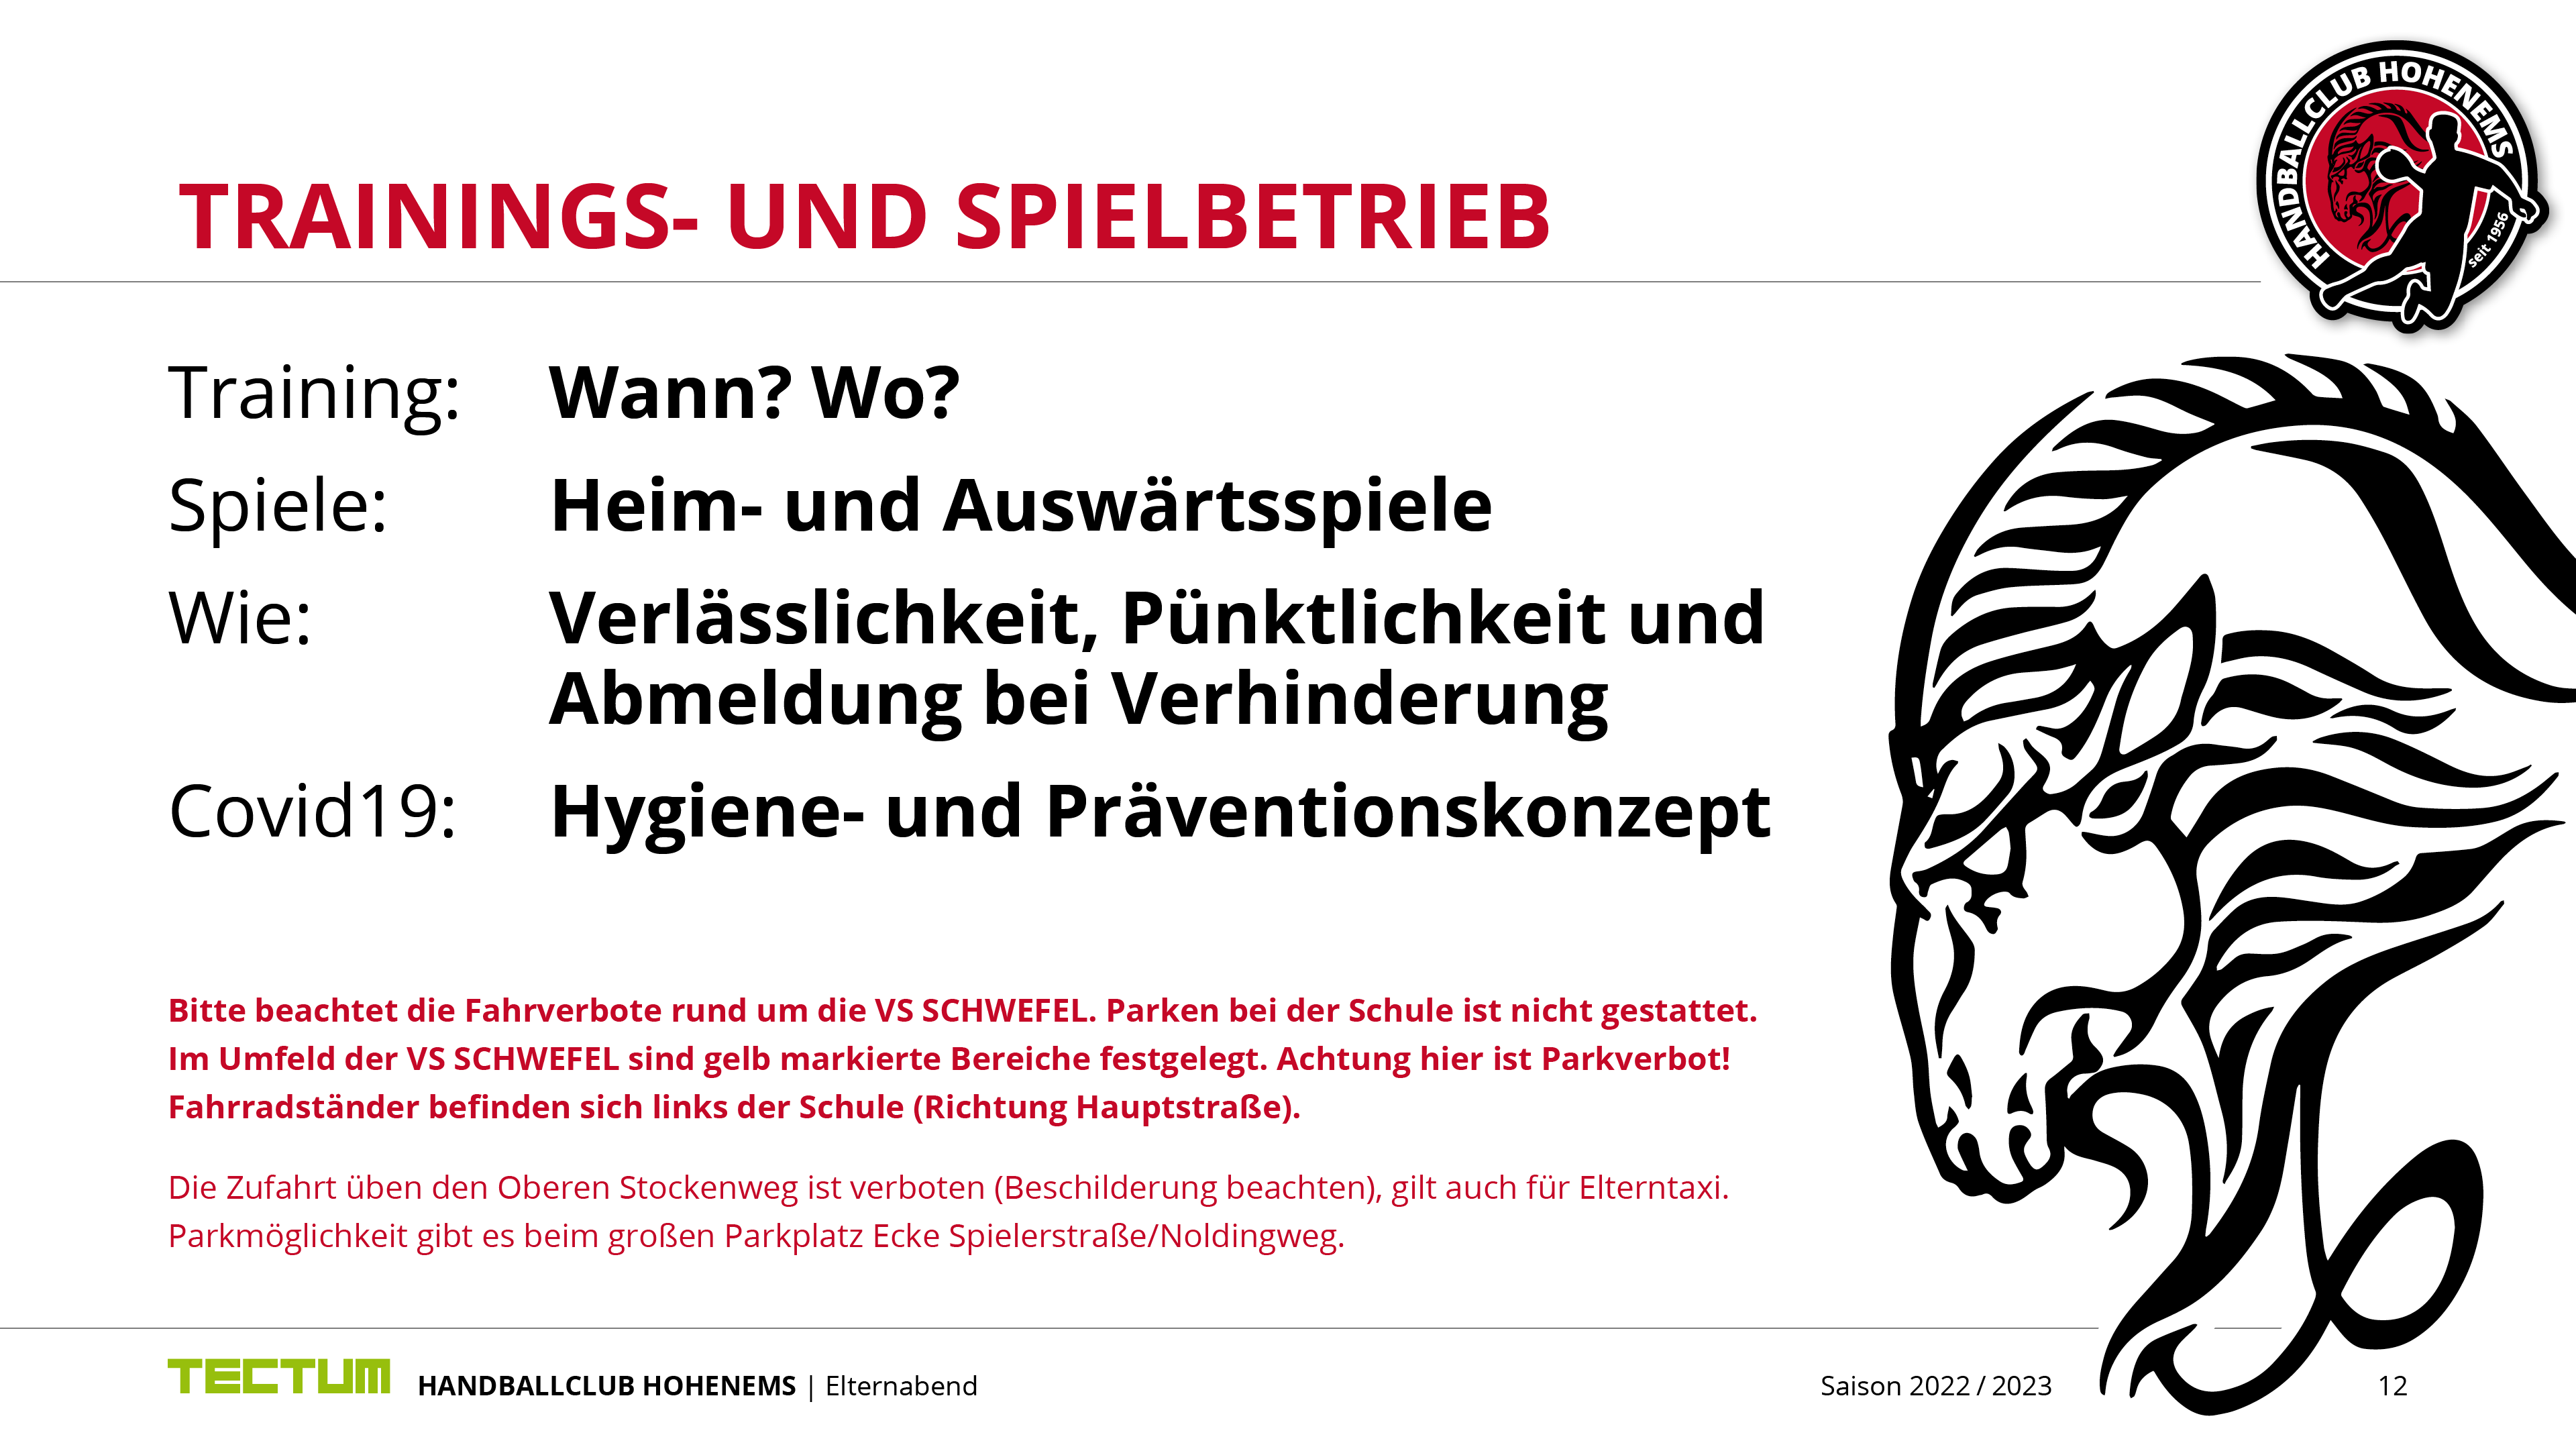 HANDBALLCLUB HOHENEMS
seit 1956
TRAININGS- UND SPIELBETRIEB
Training: Wann? Wo?
Spiele: Heim- und Auswärtsspiele
Wie: Verlässlichkeit, Pünktlichkeit und
Abmeldung bei Verhinderung
Covid19: Hygiene- und Präventionskonzept
Bitte beachtet die Fahrverbote rund um die VS SCHWEFEL. Parken bei der Schule ist nicht gestattet.
Im Umfeld der VS SCHWEFEL sind gelb markierte Bereiche festgelegt. Achtung hier ist Parkverbot!
Fahrradständer befinden sich links der Schule (Richtung Hauptstraße).
Die Zufahrt üben den Oberen Stockenweg ist verboten (Beschilderung beachten), gilt auch für Elterntaxi.
Parkmöglichkeit gibt es beim großen Parkplatz Ecke Spielerstraße/Noldingweg.
TECTUM HANDBALLCLUB HOHENEMS | Elternabend Saison 2022 / 2023 12